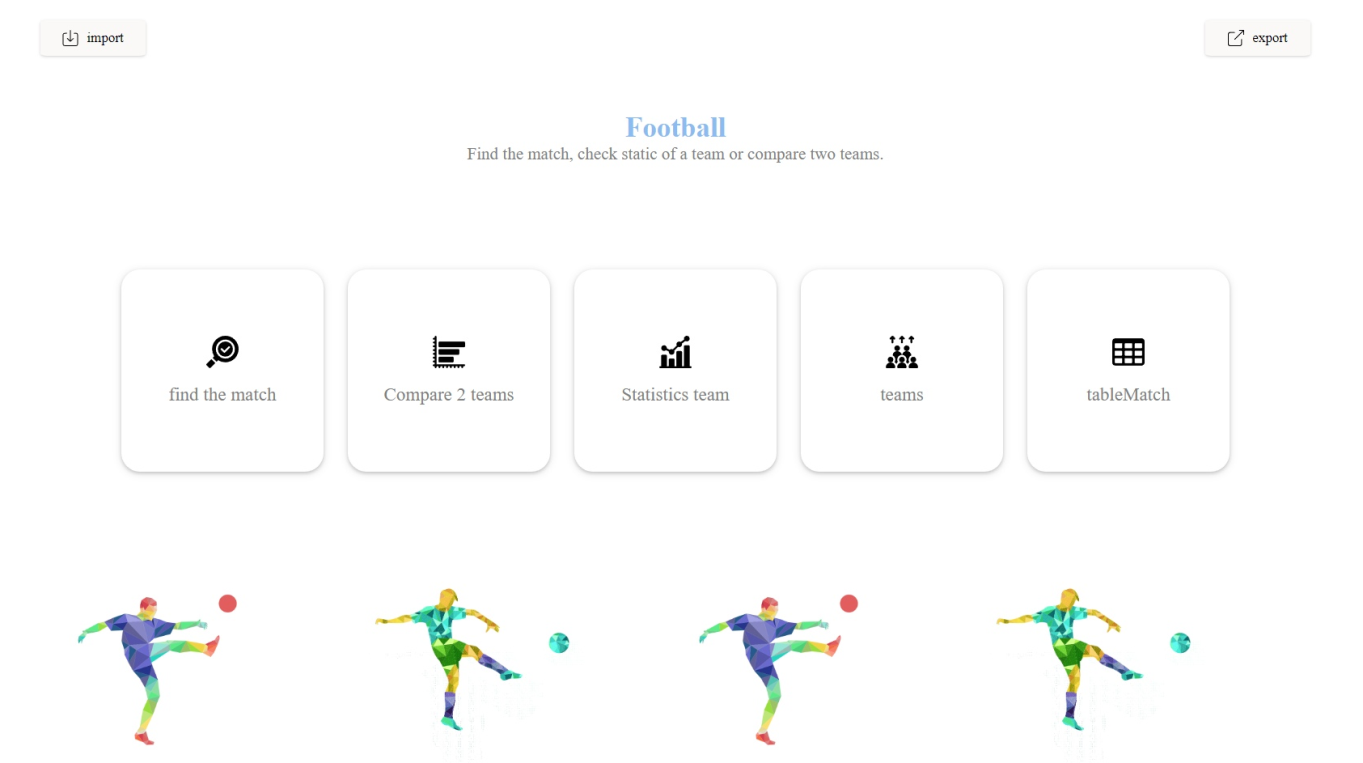 import
export
Football
Find the match, check static of a team or compare two teams.
find the match
Compare 2 teams
Statistics team
teams
tableMatch